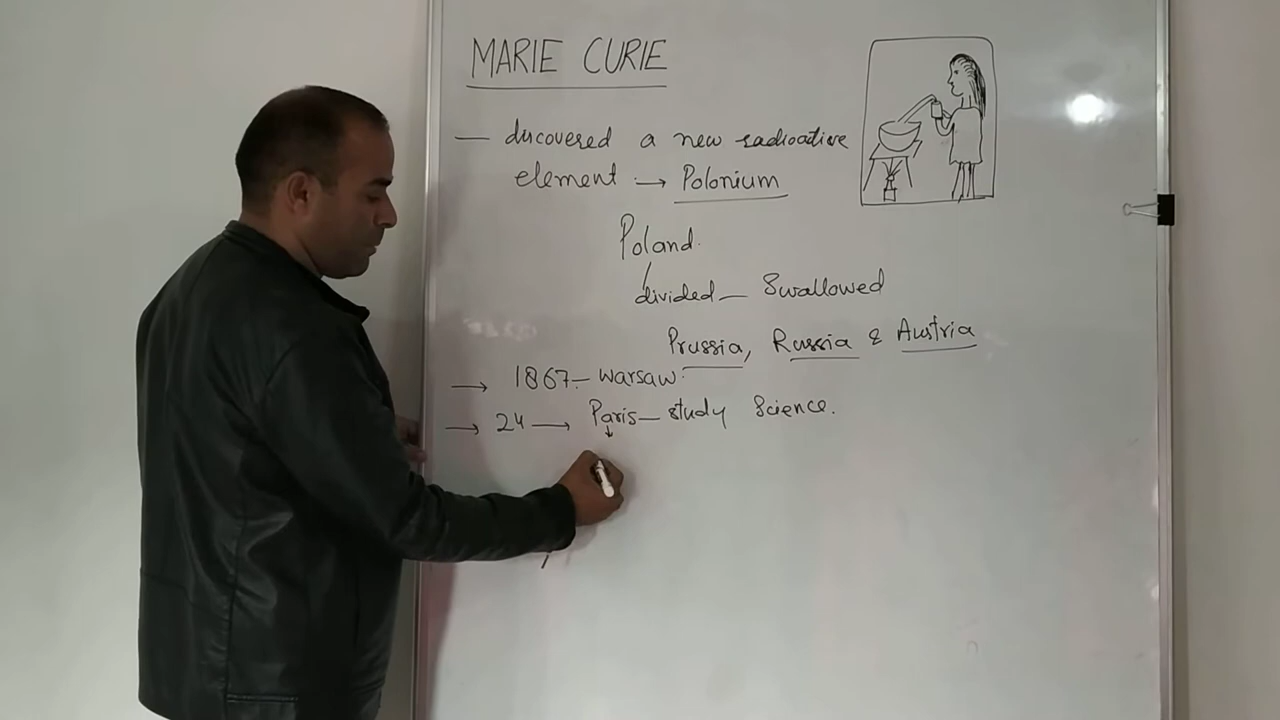 MARIE CURIE
— discovered a new radioactive
element → Polonium
Poland.
divided — Swallowed
Prussia, Russia & Austria
→ 1867 – Warsaw.
→ 24 → Paris — study Science.